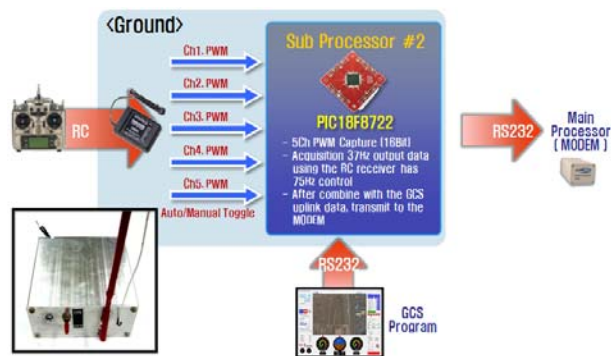 <Ground>
Sub Processor #2
Ch1. PWM
Ch2. PWM
Ch3. PWM
Ch4. PWM
Ch5. PWM
Auto/Manual Toggle
RC
PIC18F8722
- 5Ch PWM Capture (16Bit)
- Acquisition 37Hz output data
using the RC receiver has
75Hz control
- After combine with the GCS
uplink data, transmit to the
MODEM
RS232
Main
Processor
( MODEM )
RS232
GCS
Program